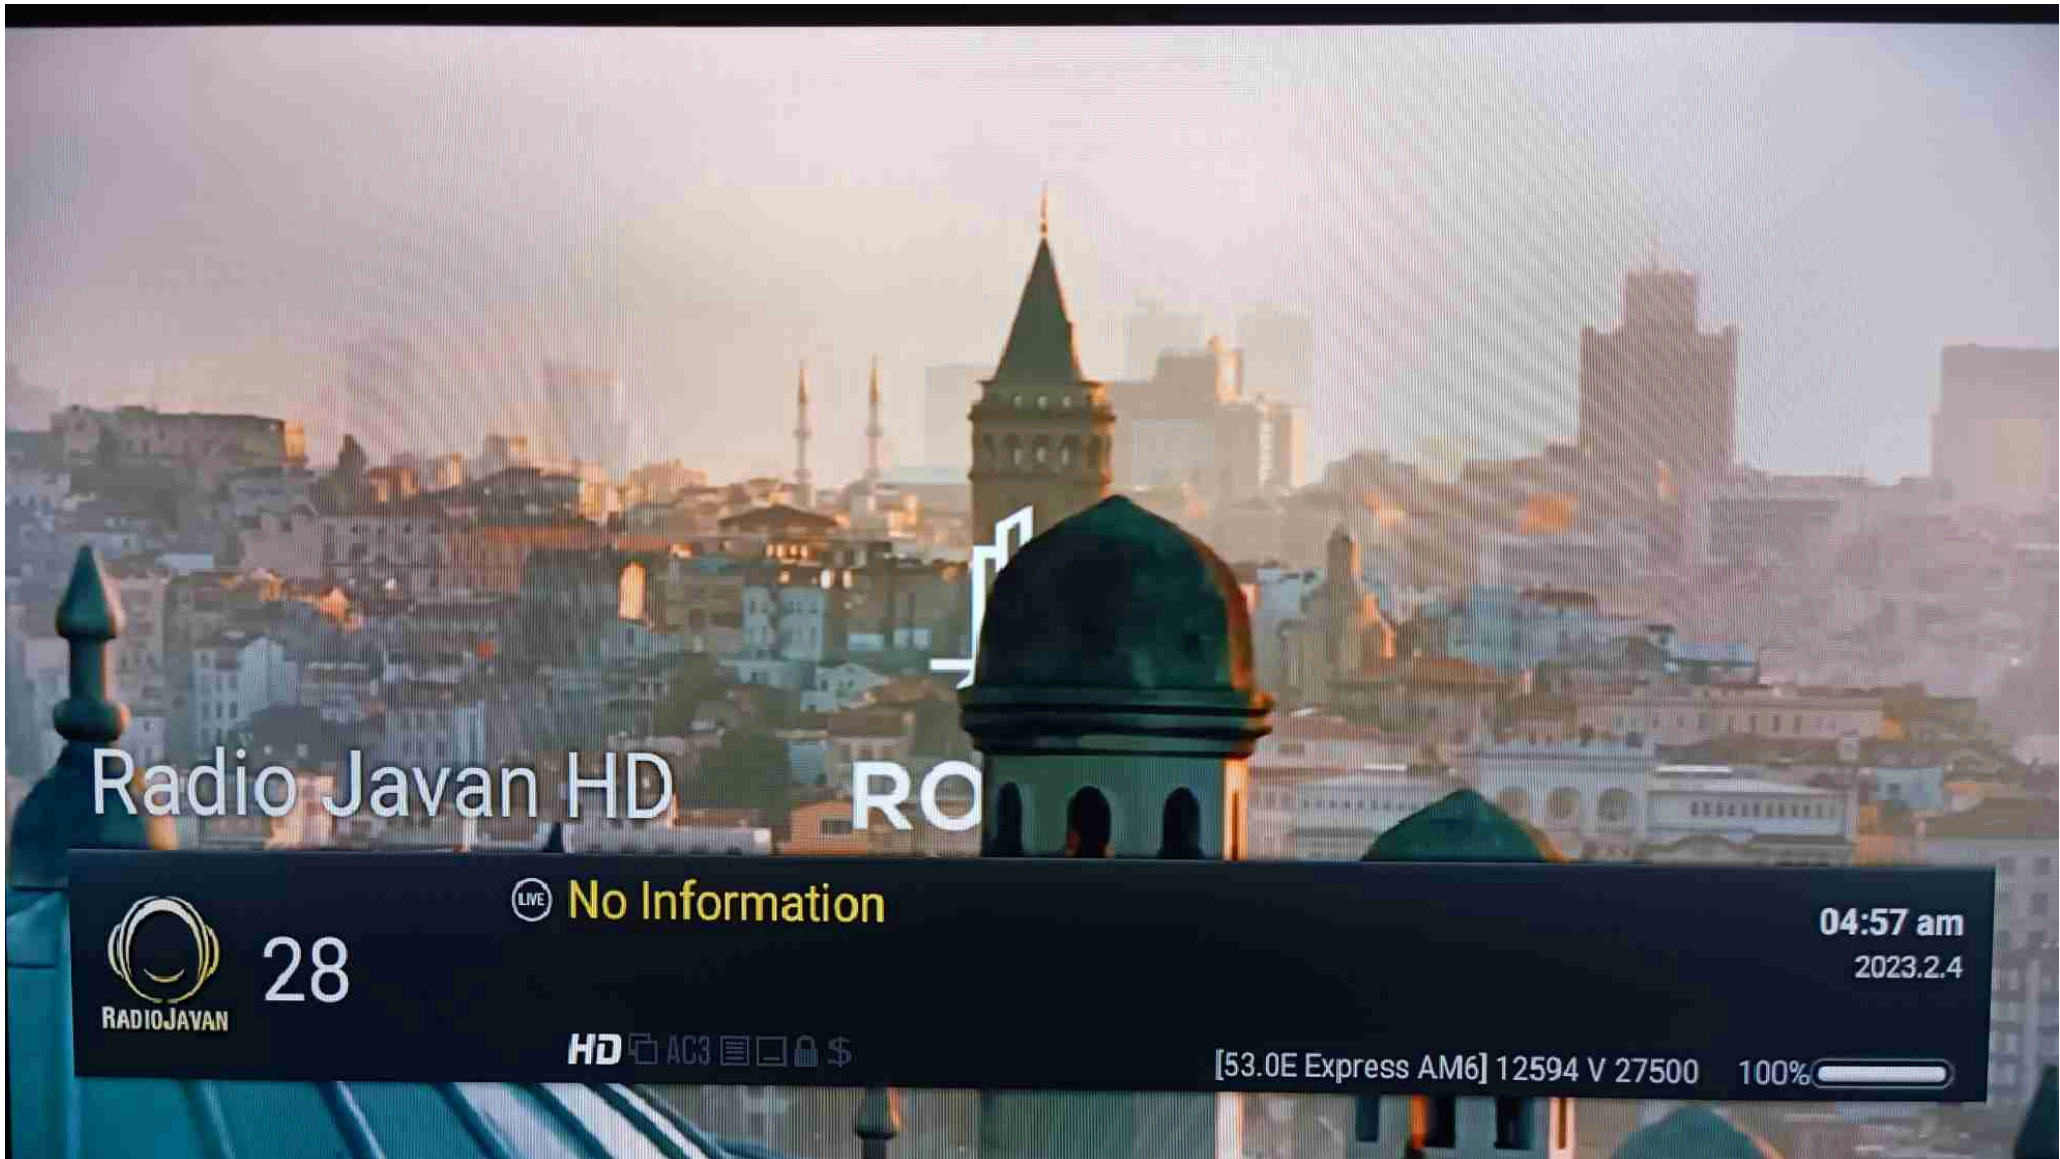 Radio Javan HD
RO
RADIOJAVAN
28
LIVE
No Information
04:57 am
2023.2.4
HD AC3 $
[53.0E Express AM6] 12594 V 27500 100%